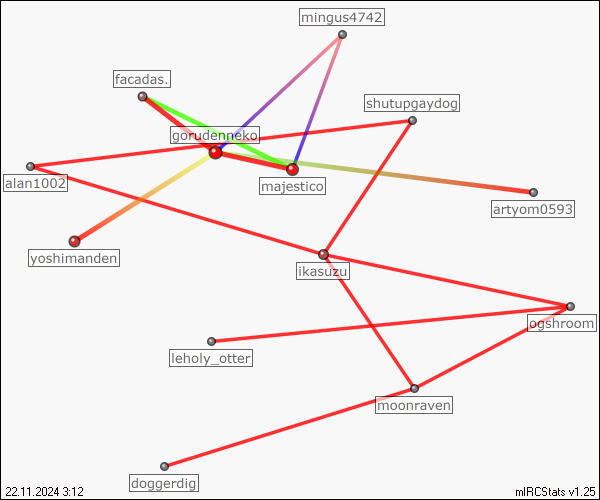 mingus4742
facadas.
shutupgaydog
gorudenneko
alan1002
majestico
artyom0593
yoshimanden
ikasuzu
ogshroom
leholy_otter
moonraven
doggerdig
22.11.2024 3:12
mIRCStats v1.25